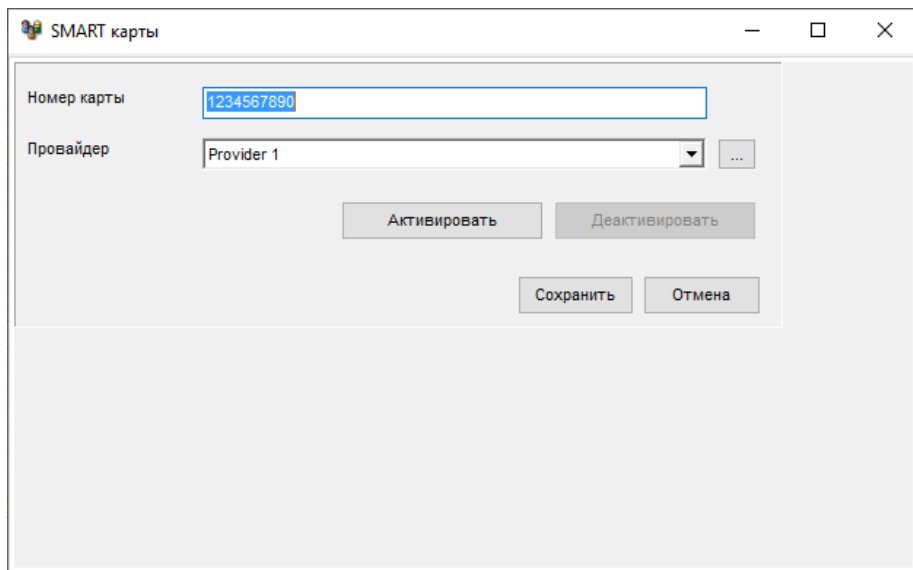 SMART карты
Номер карты 1234567890
Провайдер Provider 1 ...
Активировать Деактивировать
Сохранить Отмена